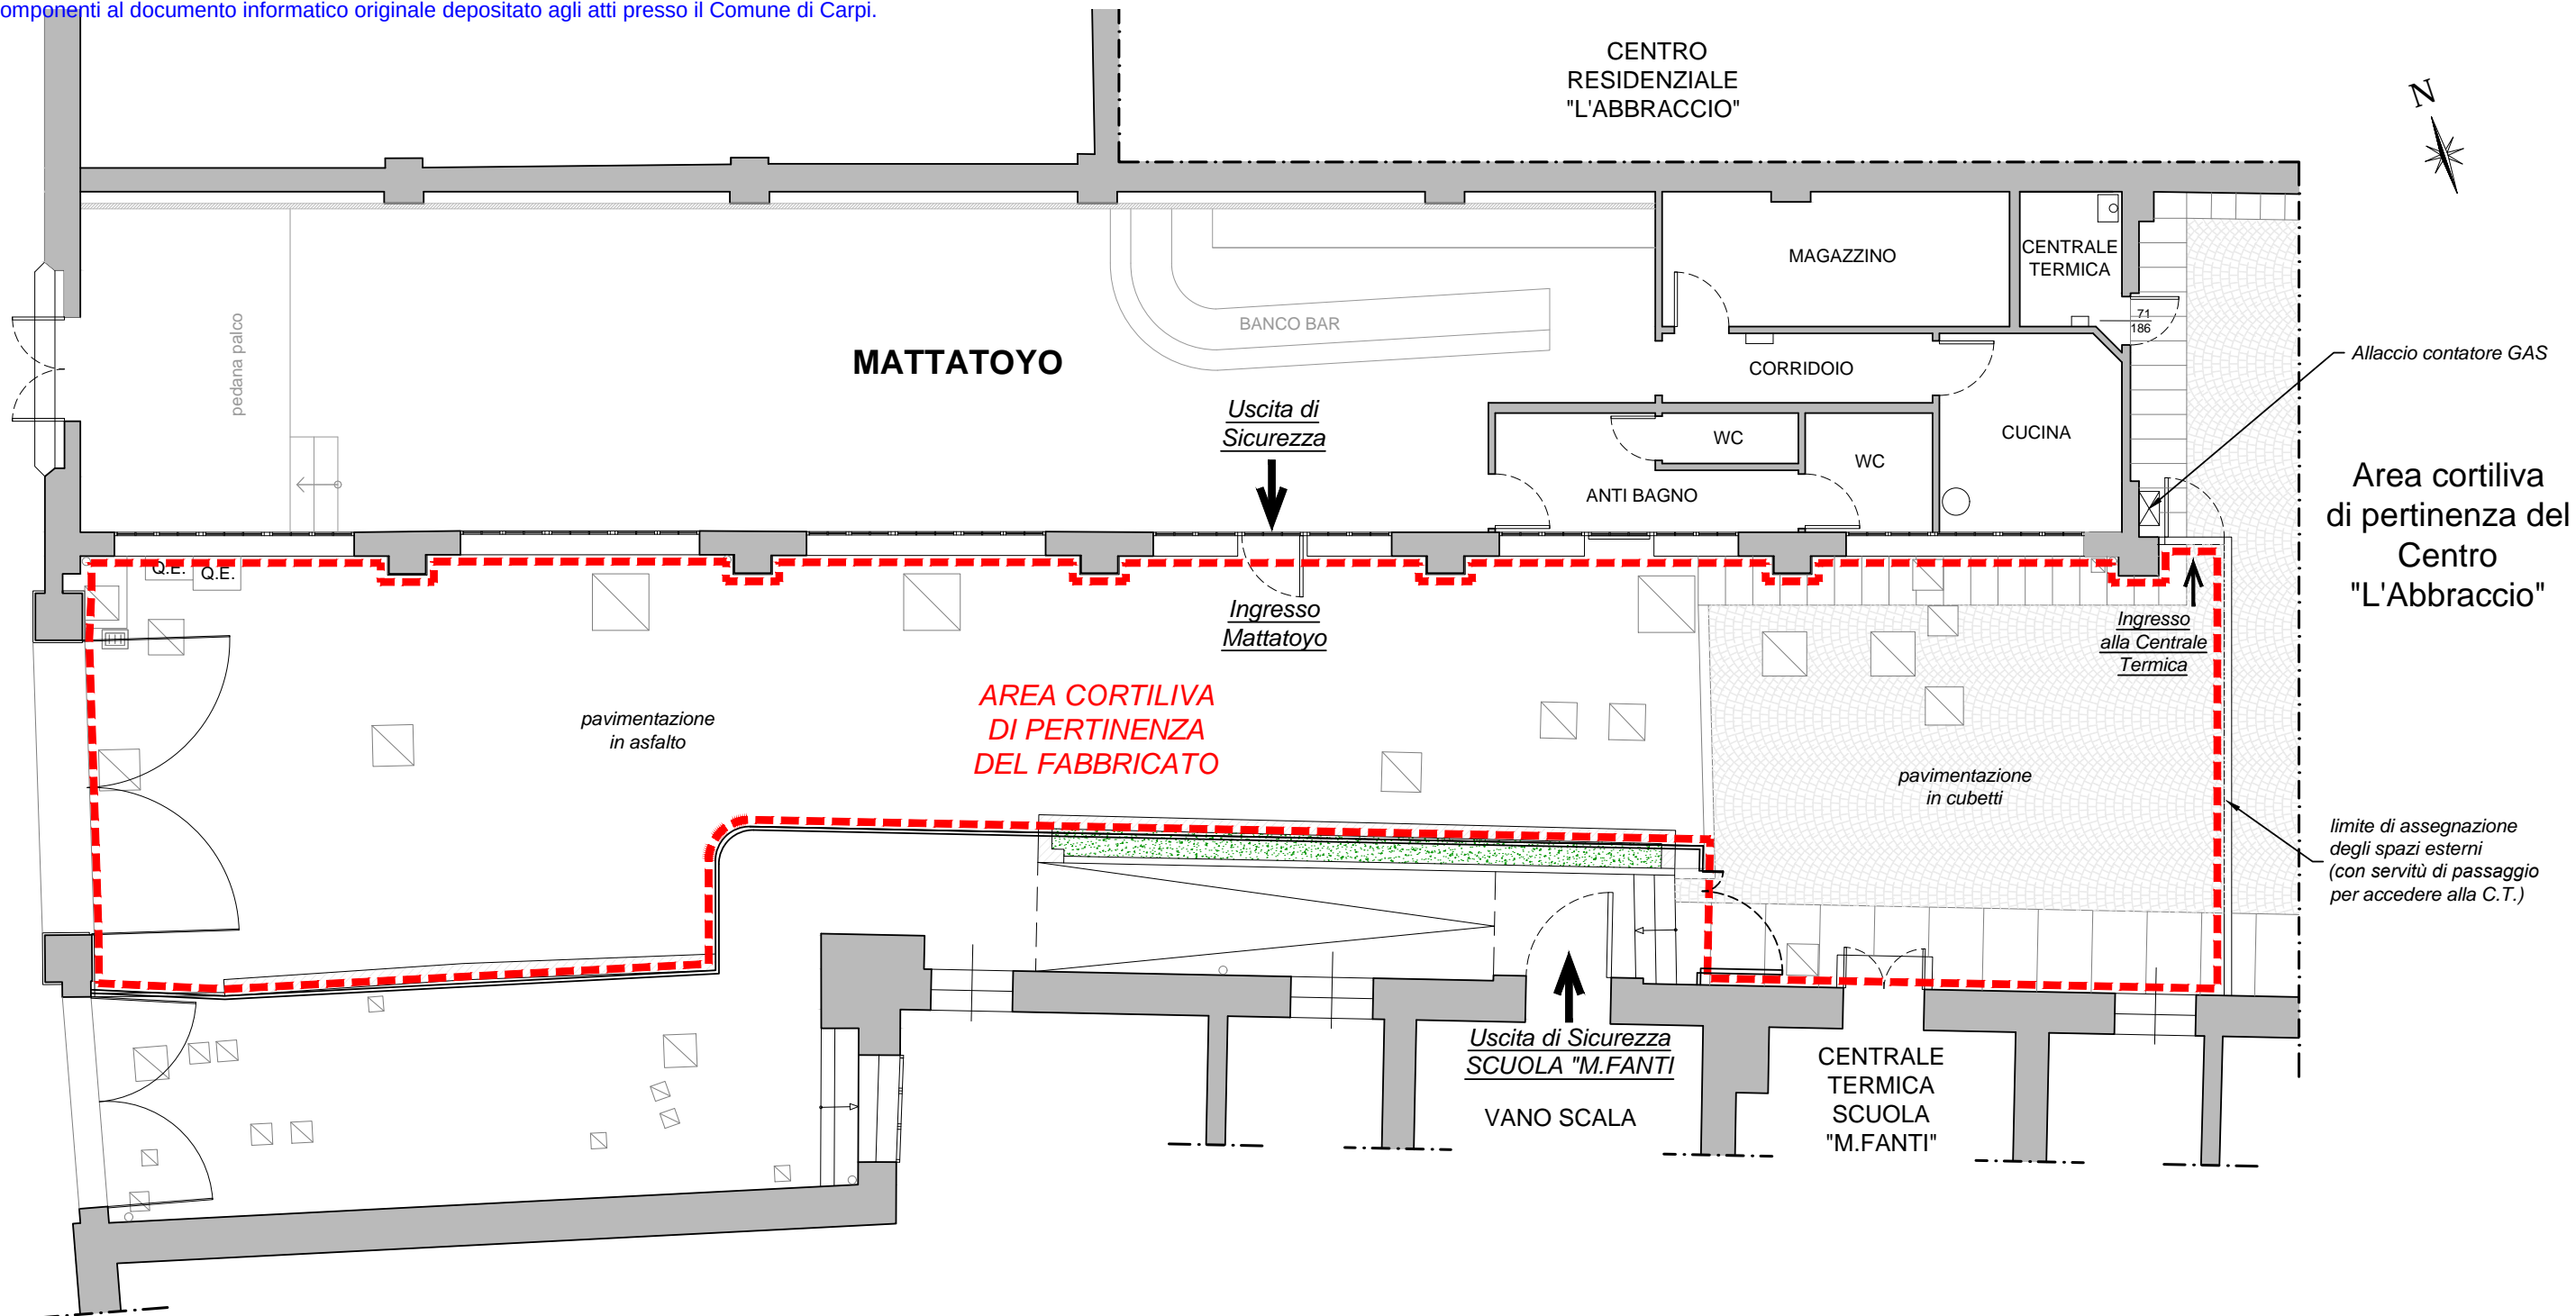 omponenti al documento informatico originale depositato agli atti presso il Comune di Carpi.
CENTRO
RESIDENZIALE
"L'ABBRACCIO"
N
MAGAZZINO
CENTRALE
TERMICA
71
186
pedana palco
BANCO BAR
MATTATOYO
CORRIDOIO
Allaccio contatore GAS
Uscita di
Sicurezza
WC
WC
CUCINA
ANTI BAGNO
Area cortiliva
di pertinenza del
Centro
"L'Abbraccio"
Q.E.
Q.E.
Ingresso
Mattatoyo
Ingresso
alla Centrale
Termica
AREA CORTILIVA
DI PERTINENZA
DEL FABBRICATO
pavimentazione
in asfalto
pavimentazione
in cubetti
limite di assegnazione
degli spazi esterni
(con servitù di passaggio
per accedere alla C.T.)
Uscita di Sicurezza
SCUOLA "M.FANTI
VANO SCALA
CENTRALE
TERMICA
SCUOLA
"M.FANTI"